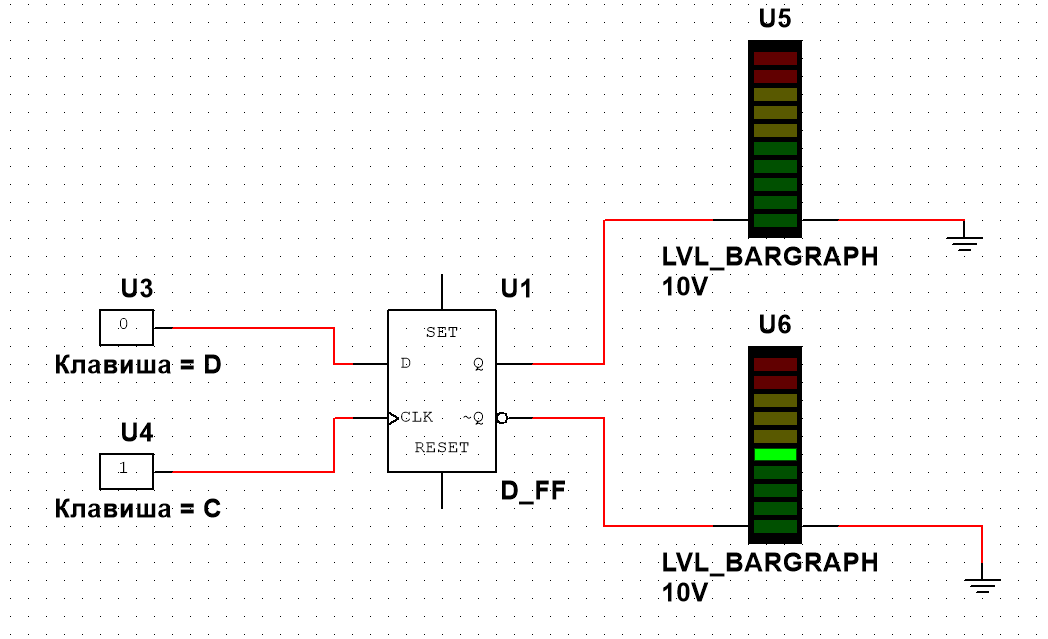 U5
LVL_BARGRAPH
10V
U3
0
Клавиша = D
U1
SET
D
Q
CLK
~Q
RESET
D_FF
U4
1
Клавиша = C
U6
LVL_BARGRAPH
10V